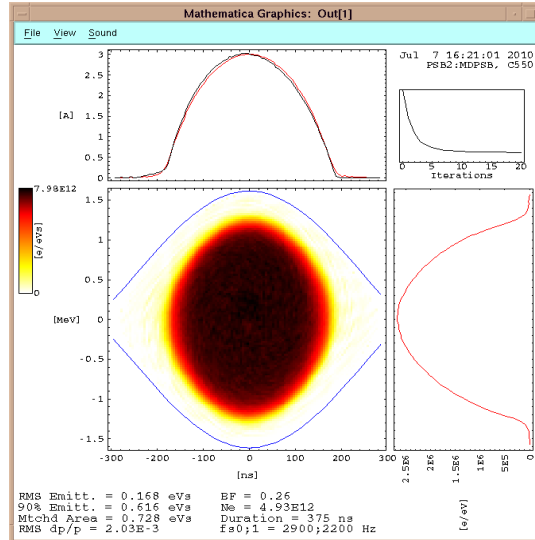 Mathematica Graphics: Out[1]
File View Sound
Jul 7 16:21:01 2010
PSB2:MDPSB, C550
3
2.5
2
[A]
1.5
1
0.5
0
0 5 10 15 20
Iterations
7.98E12
[e/eVs]
0
1.5
1
0.5
[MeV] 0
-0.5
-1
-1.5
-300 -200 -100 0 100 200 300
[ns]
2.5E6
2E6
1.5E6
1E6
5E5
0
[e/eV]
RMS Emitt. = 0.168 eVs BF = 0.26
90% Emitt. = 0.616 eVs Ne = 4.93E12
Mtchd Area = 0.728 eVs Duration = 375 ns
RMS dp/p = 2.03E-3 fs0;1 = 2900;2200 Hz